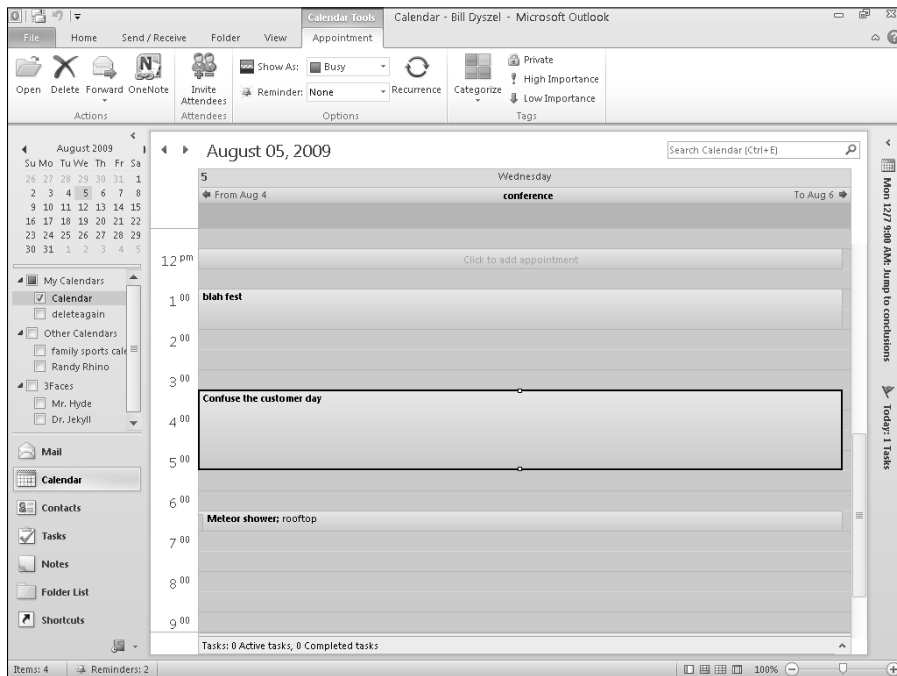 Calendar Tools
Calendar - Bill Dyszel - Microsoft Outlook
File Home Send / Receive Folder View Appointment
Open Delete Forward OneNote
Actions
Invite Attendees
Attendees
Show As: Busy
Reminder: None
Recurrence
Options
Categorize
Private
High Importance
Low Importance
Tags
August 2009
Su Mo Tu We Th Fr Sa
26 27 28 29 30 31 1
2 3 4 5 6 7 8
9 10 11 12 13 14 15
16 17 18 19 20 21 22
23 24 25 26 27 28 29
30 31 1 2 3 4 5
My Calendars
Calendar
deleteagain
Other Calendars
family sports cale
Randy Rhino
3Faces
Mr. Hyde
Dr. Jekyll
Mail
Calendar
Contacts
Tasks
Notes
Folder List
Shortcuts
August 05, 2009
Search Calendar (Ctrl+E)
5 Wednesday
From Aug 4 conference To Aug 6
12 pm Click to add appointment
1 00 blah fest
2 00
3 00
Confuse the customer day
4 00
5 00
6 00
Meteor shower; rooftop
7 00
8 00
9 00
Tasks: 0 Active tasks, 0 Completed tasks
Mon 12/7 9:00 AM: Jump to conclusions
Today: 1 Tasks
Items: 4 Reminders: 2
100%